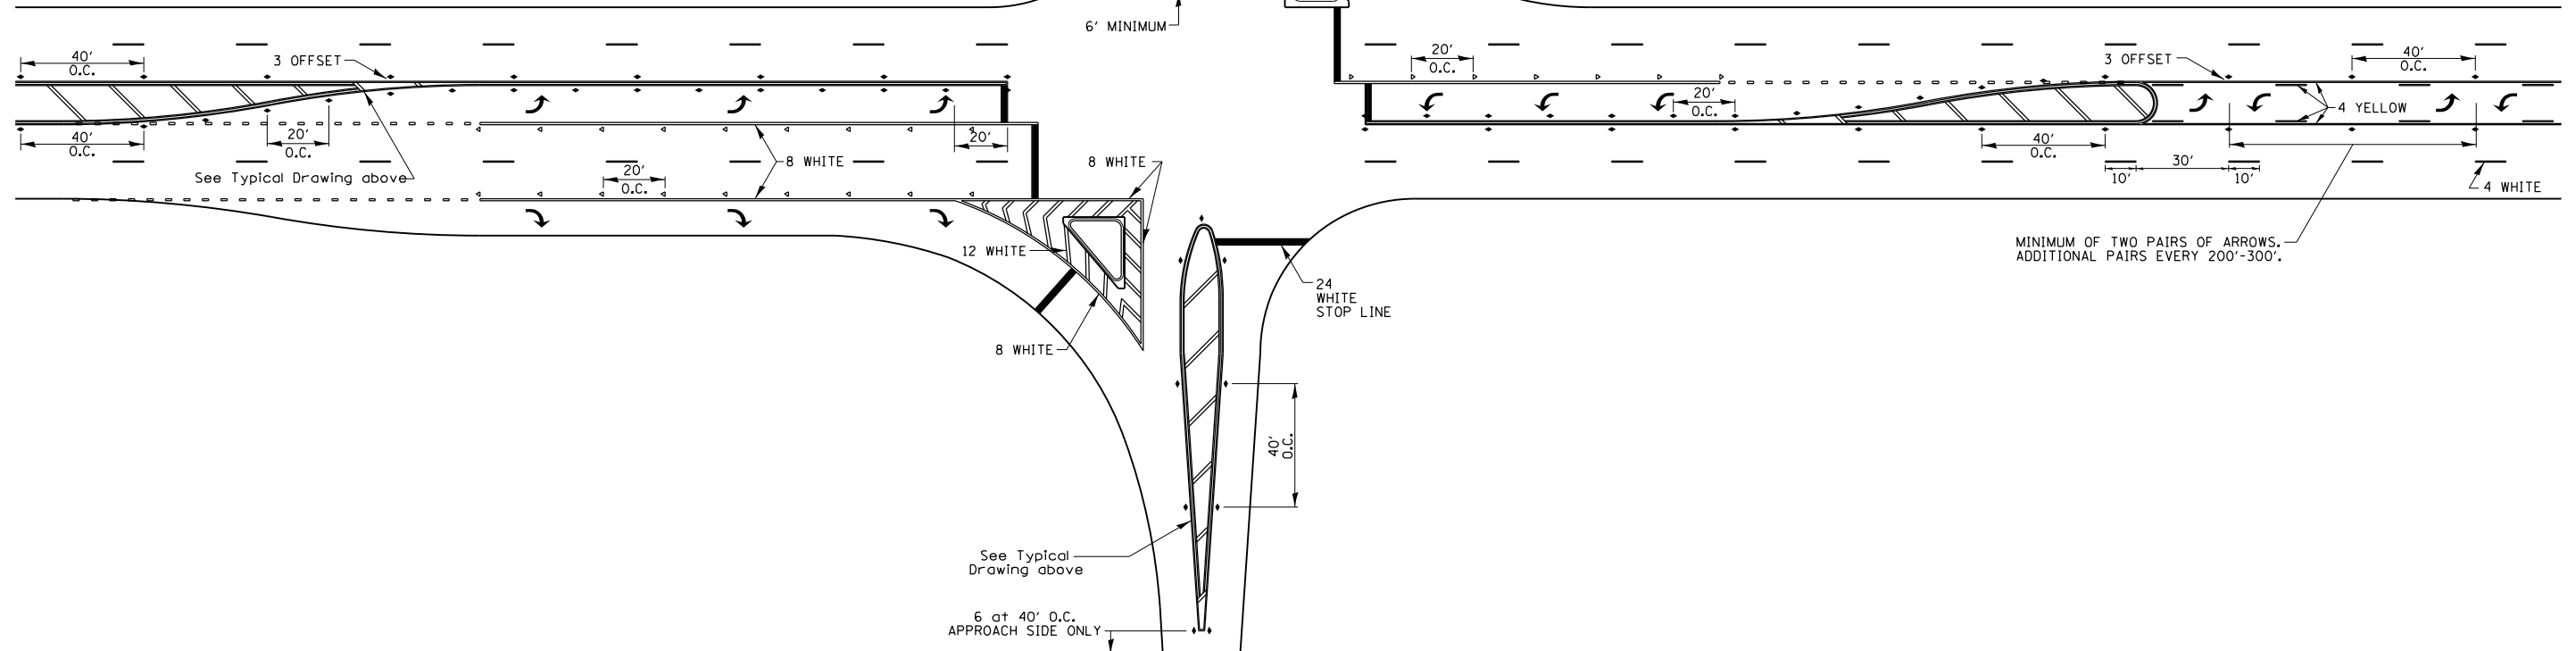 6' MINIMUM
40'
O.C.
3 OFFSET
20'
O.C.
3 OFFSET
40'
O.C.
20'
O.C.
4 YELLOW
40'
O.C.
20'
O.C.
20'
8 WHITE
8 WHITE
40'
O.C.
30'
10'
10'
4 WHITE
See Typical Drawing above
20'
O.C.
12 WHITE
MINIMUM OF TWO PAIRS OF ARROWS.
ADDITIONAL PAIRS EVERY 200'-300'.
24
WHITE
STOP LINE
8 WHITE
40'
O.C.
See Typical
Drawing above
6 at 40' O.C.
APPROACH SIDE ONLY